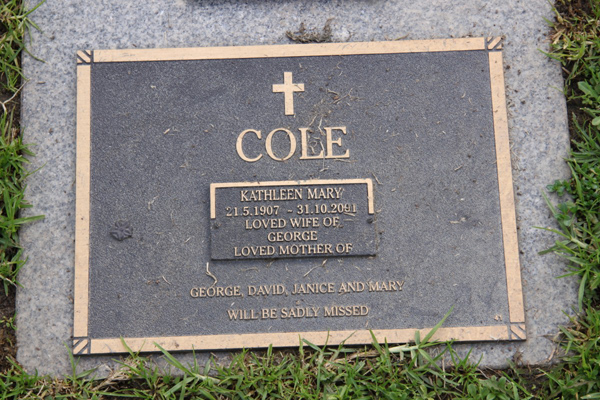 COLE
KATHLEEN MARY
21.5.1907 - 31.10.2001
LOVED WIFE OF
GEORGE
LOVED MOTHER OF
GEORGE, DAVID, JANICE AND MARY
WILL BE SADLY MISSED